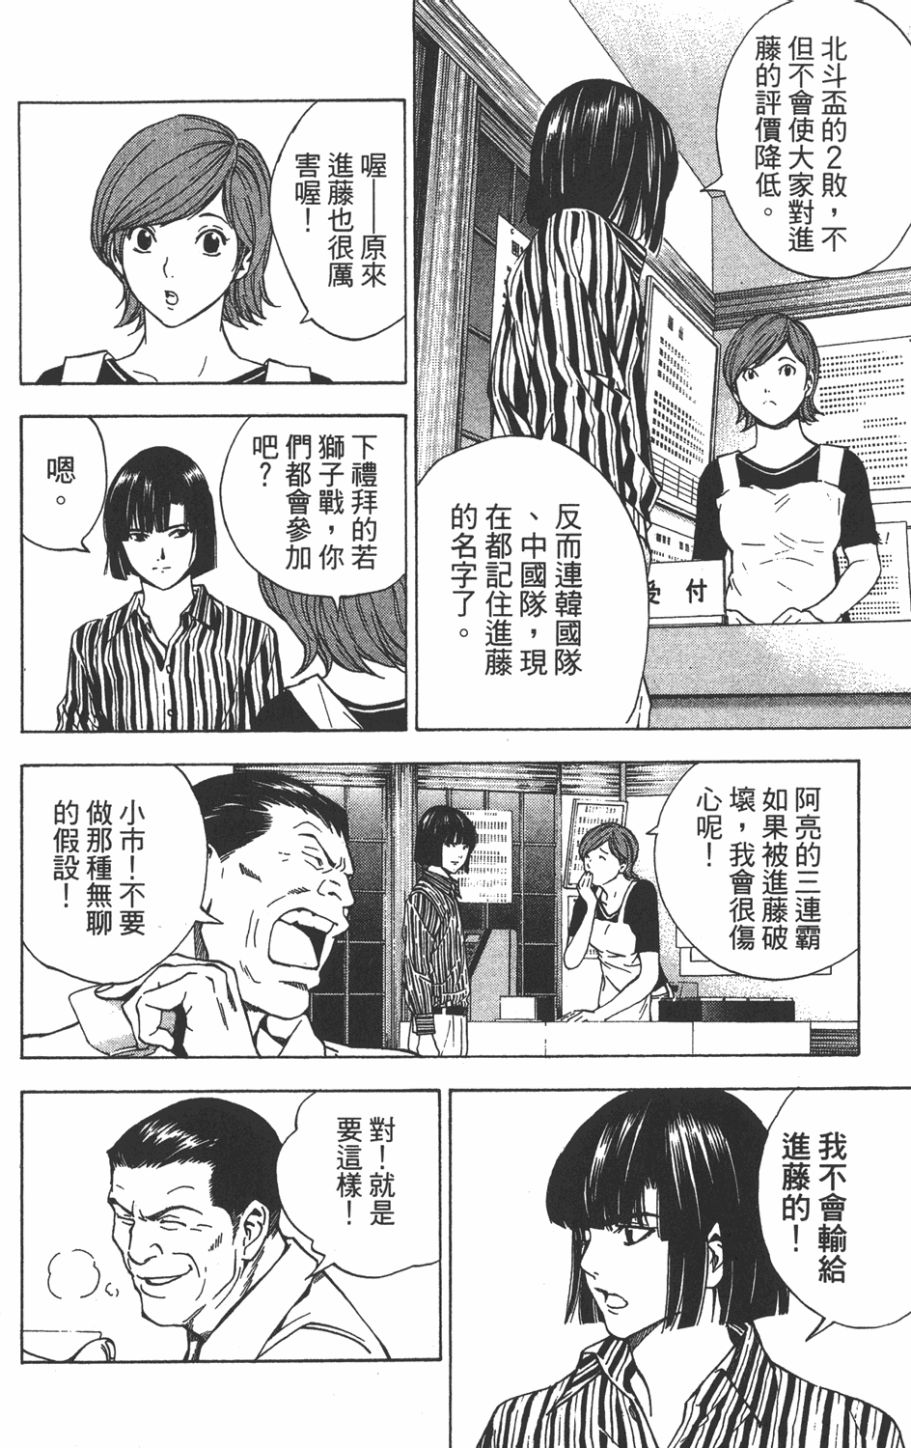 北斗盃的2敗，不
但不會使大家對進
藤的評價降低。
反而連韓國隊
、中國隊，現
在都記住進藤
的名字了。
受付
喔──原來
進藤也很厲
害喔！
下禮拜的若
獅子戰，你
們都會參加
吧？
嗯。
阿亮的三連霸
如果被進藤破
壞，我會很傷
心呢！
小市！不要
做那種無聊
的假設！
我不會輸給
進藤的！
對！就是
要這樣！